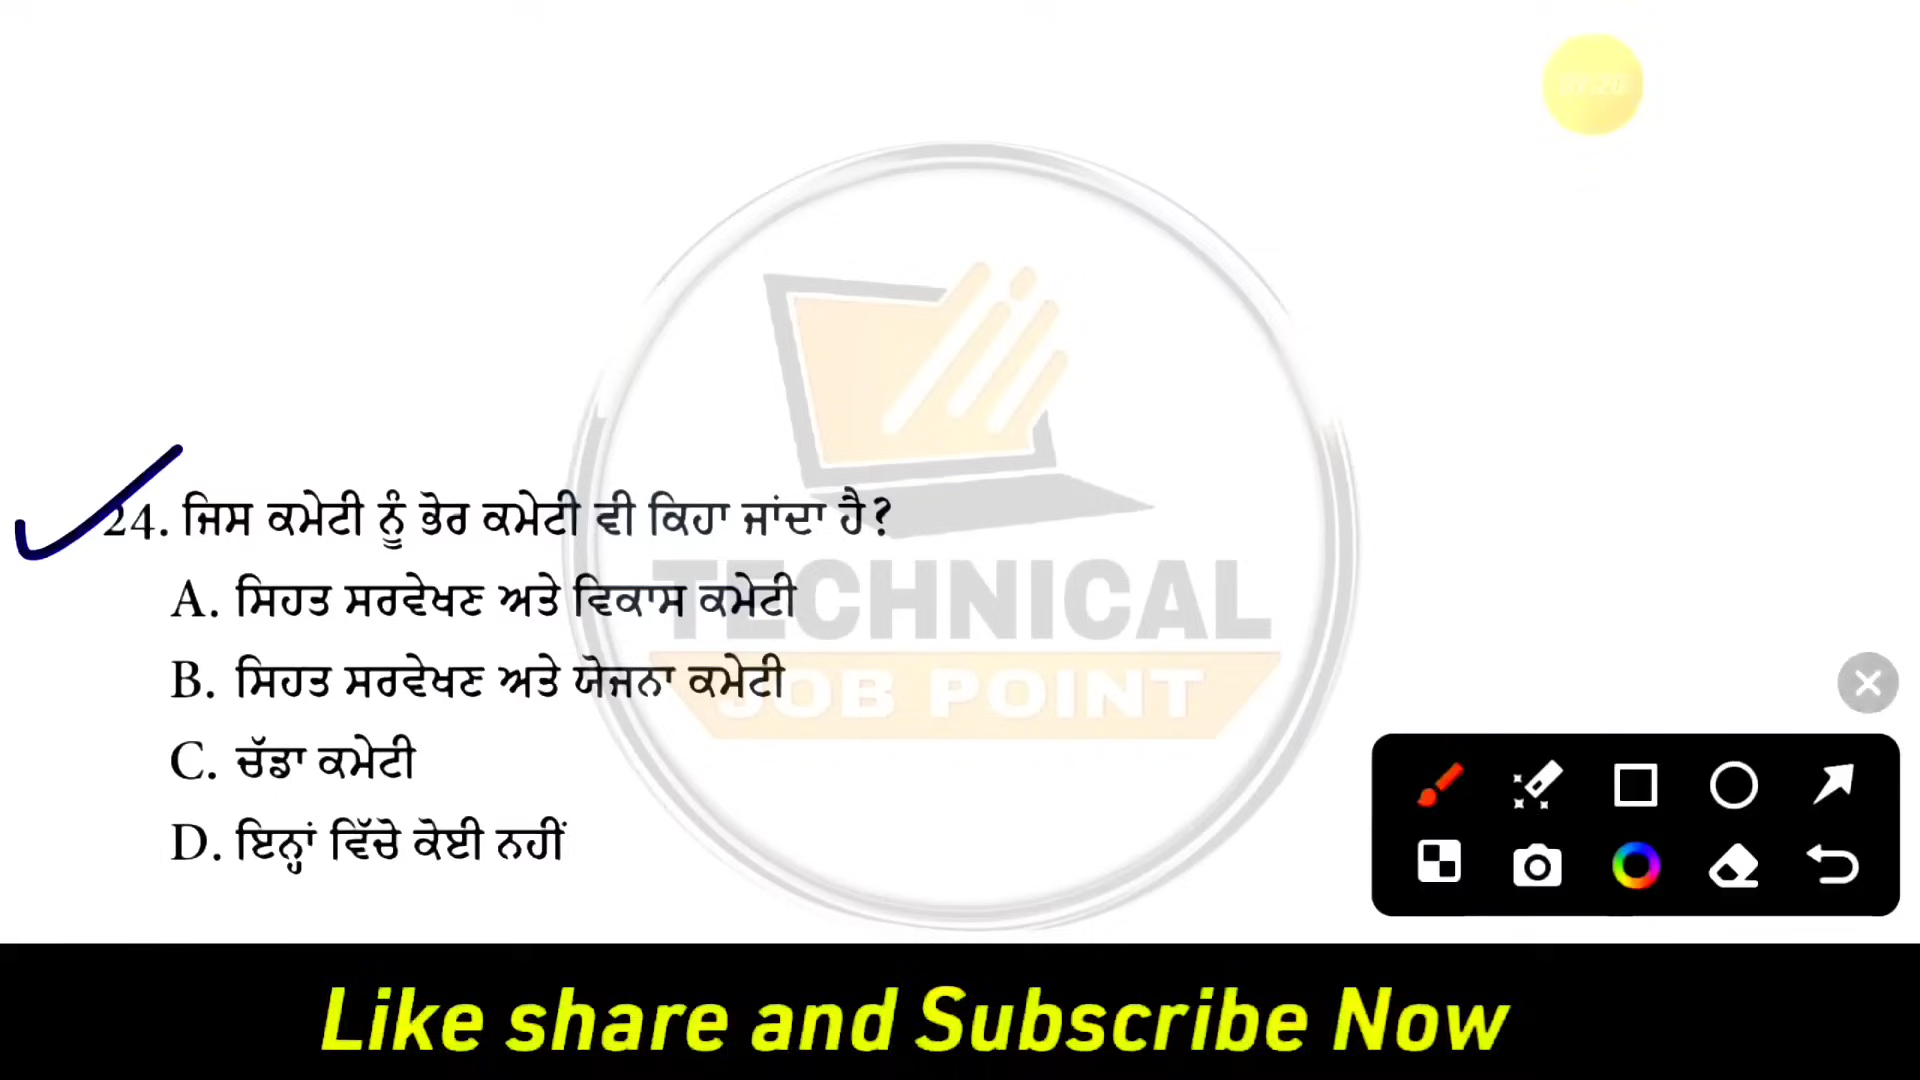 24. ਜਿਸ ਕਮੇਟੀ ਨੂੰ ਭੋਰ ਕਮੇਟੀ ਵੀ ਕਿਹਾ ਜਾਂਦਾ ਹੈ?
A. ਸਿਹਤ ਸਰਵੇਖਣ ਅਤੇ ਵਿਕਾਸ ਕਮੇਟੀ
B. ਸਿਹਤ ਸਰਵੇਖਣ ਅਤੇ ਯੋਜਨਾ ਕਮੇਟੀ
C. ਚੱਡਾ ਕਮੇਟੀ
D. ਇਨ੍ਹਾਂ ਵਿੱਚੋ ਕੋਈ ਨਹੀਂ
TECHNICAL
JOB POINT
Like share and Subscribe Now